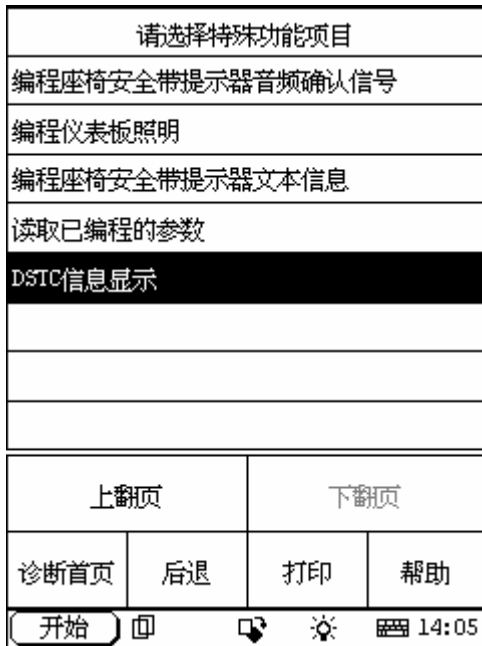 请选择特殊功能项目
编程座椅安全带提示器音频确认信号
编程仪表板照明
编程座椅安全带提示器文本信息
读取已编程的参数
DSTC信息显示
上翻页
下翻页
诊断首页
后退
打印
帮助
开始
14:05